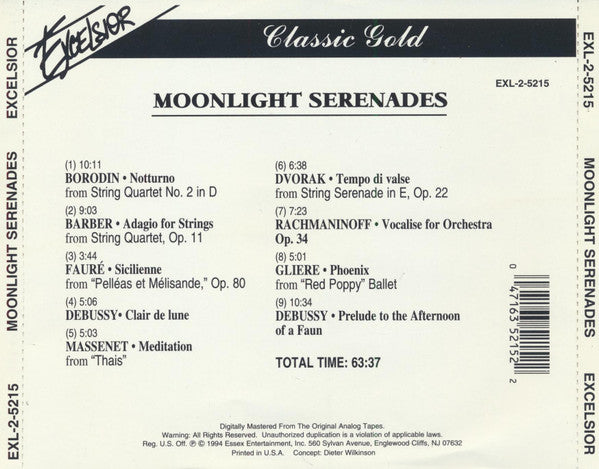 EXCELSIOR
Classic Gold
EXL-2-5215
MOONLIGHT SERENADES
(1) 10:11
BORODIN • Notturno
from String Quartet No. 2 in D
(2) 9:03
BARBER • Adagio for Strings
from String Quartet, Op. 11
(3) 3:44
FAURÉ • Sicilienne
from "Pelléas et Mélisande," Op. 80
(4) 5:06
DEBUSSY• Clair de lune
(5) 5:03
MASSENET • Meditation
from "Thais"
(6) 6:38
DVORAK • Tempo di valse
from String Serenade in E, Op. 22
(7) 7:23
RACHMANINOFF • Vocalise for Orchestra
Op. 34
(8) 5:01
GLIERE • Phoenix
from "Red Poppy" Ballet
(9) 10:34
DEBUSSY • Prelude to the Afternoon
of a Faun
TOTAL TIME: 63:37
0 47163 52152 2
Digitally Mastered From The Original Analog Tapes.
Warning: All Rights Reserved. Unauthorized duplication is a violation of applicable laws.
Reg. U.S. Off. ℗ © 1994 Essex Entertainment, Inc. 560 Sylvan Avenue, Englewood Cliffs, NJ 07632
Printed in U.S.A. Concept: Dieter Wilkinson
EXL-2-5215 MOONLIGHT SERENADES EXCELSIOR
EXL-2-5215 MOONLIGHT SERENADES EXCELSIOR